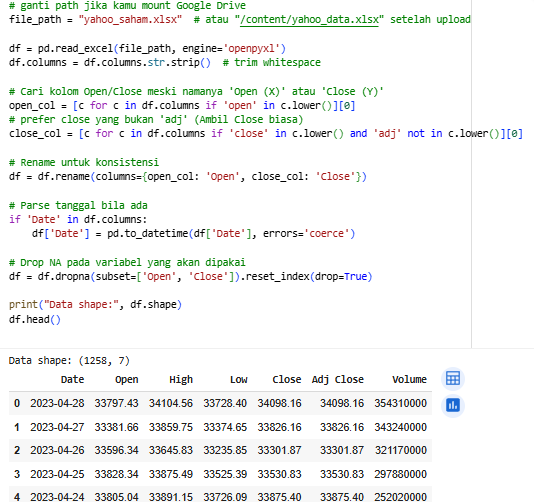 # ganti path jika kamu mount Google Drive
file_path = "yahoo_saham.xlsx"  # atau "/content/yahoo_data.xlsx" setelah upload
df = pd.read_excel(file_path, engine='openpyxl')
df.columns = df.columns.str.strip()  # trim whitespace
# Cari kolom Open/Close meski namanya 'Open (X)' atau 'Close (Y)'
open_col = [c for c in df.columns if 'open' in c.lower()][0]
# prefer close yang bukan 'adj' (Ambil Close biasa)
close_col = [c for c in df.columns if 'close' in c.lower() and 'adj' not in c.lower()][0]
# Rename untuk konsistensi
df = df.rename(columns={open_col: 'Open', close_col: 'Close'})
# Parse tanggal bila ada
if 'Date' in df.columns:
    df['Date'] = pd.to_datetime(df['Date'], errors='coerce')
# Drop NA pada variabel yang akan dipakai
df = df.dropna(subset=['Open', 'Close']).reset_index(drop=True)
print("Data shape:", df.shape)
df.head()
Data shape: (1258, 7)
Date Open High Low Close Adj Close Volume
0 2023-04-28 33797.43 34104.56 33728.40 34098.16 34098.16 354310000
1 2023-04-27 33381.66 33859.75 33374.65 33826.16 33826.16 343240000
2 2023-04-26 33596.34 33645.83 33235.85 33301.87 33301.87 321170000
3 2023-04-25 33828.34 33875.49 33525.39 33530.83 33530.83 297880000
4 2023-04-24 33805.04 33891.15 33726.09 33875.40 33875.40 252020000